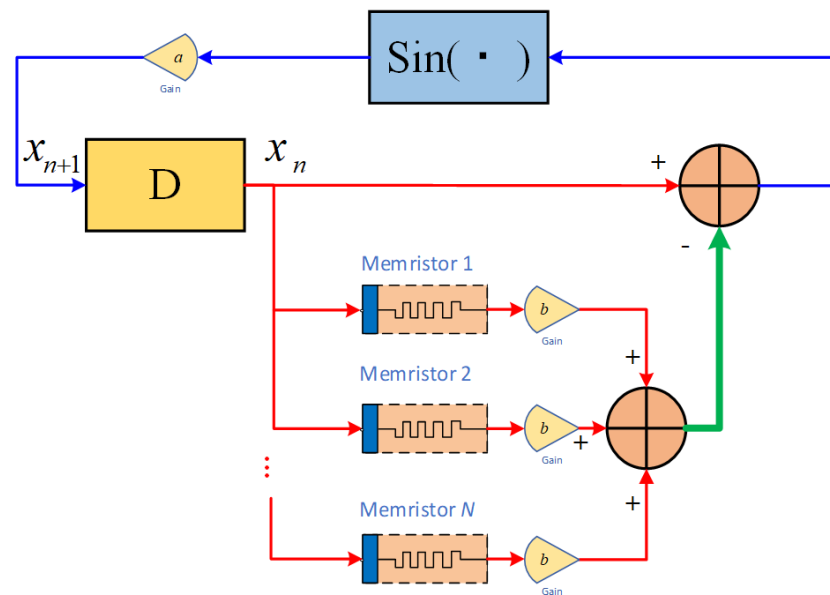 Sin( · )
a
Gain
x_{n+1}
x_n
D
+
-
Memristor 1
b
Gain
+
Memristor 2
b
Gain
+
⋮
Memristor N
b
Gain
+